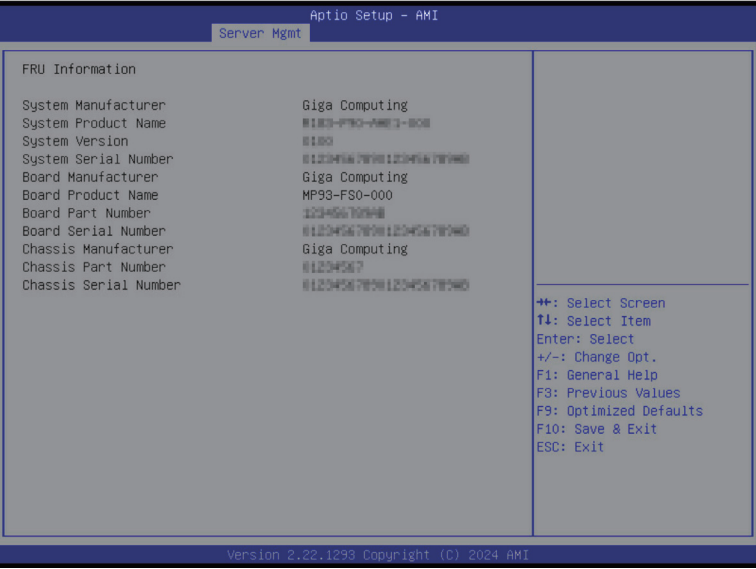 Aptio Setup – AMI
Server Mgmt
FRU Information
System Manufacturer Giga Computing
System Product Name
System Version
System Serial Number
Board Manufacturer Giga Computing
Board Product Name MP93-FS0-000
Board Part Number
Board Serial Number
Chassis Manufacturer Giga Computing
Chassis Part Number
Chassis Serial Number
→←: Select Screen
↑↓: Select Item
Enter: Select
+/-: Change Opt.
F1: General Help
F3: Previous Values
F9: Optimized Defaults
F10: Save & Exit
ESC: Exit
Version 2.22.1293 Copyright (C) 2024 AMI